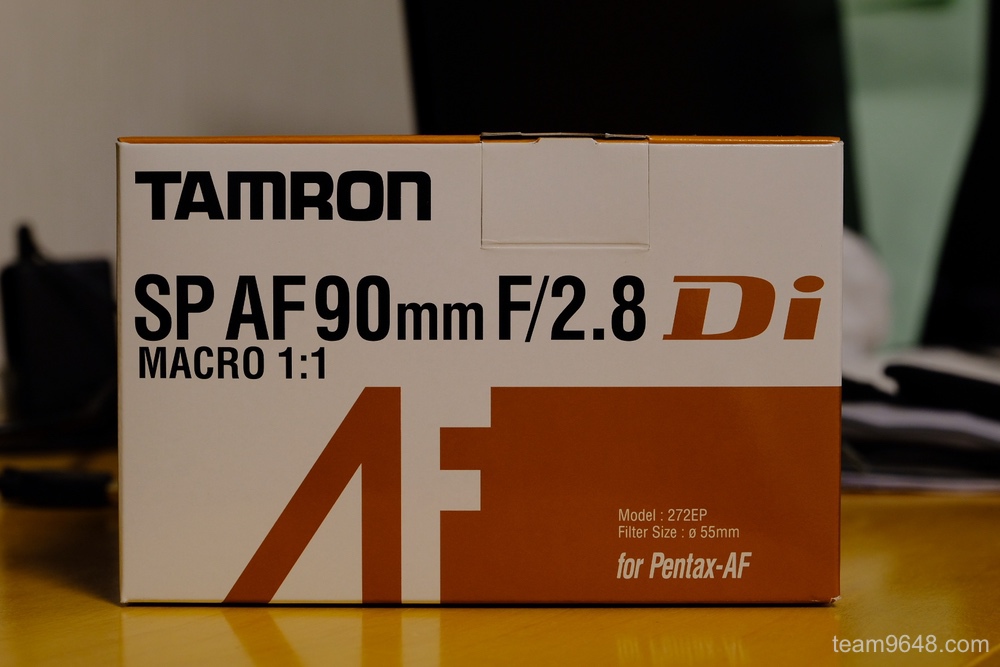 TAMRON
SP AF 90mm F/2.8 Di
MACRO 1:1
AF
Model : 272EP
Filter Size : ø 55mm
for Pentax-AF
team9648.com